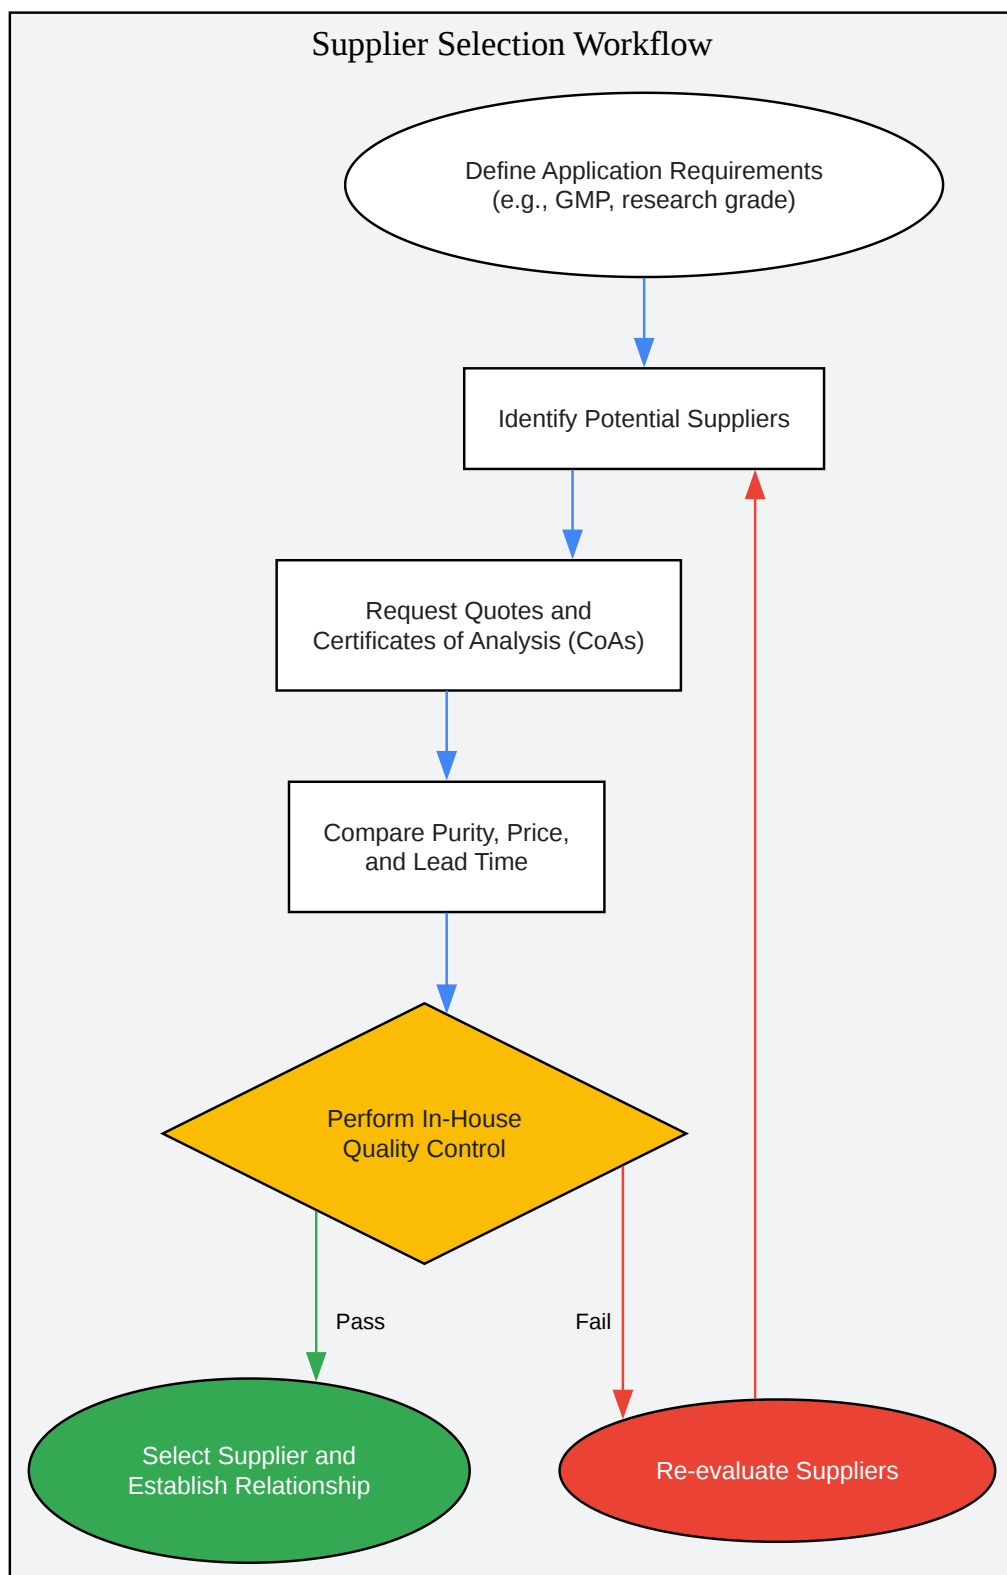 Supplier Selection Workflow
Define Application Requirements
(e.g., GMP, research grade)
Identify Potential Suppliers
Request Quotes and
Certificates of Analysis (CoAs)
Compare Purity, Price,
and Lead Time
Perform In-House
Quality Control
Pass
Fail
Select Supplier and
Establish Relationship
Re-evaluate Suppliers